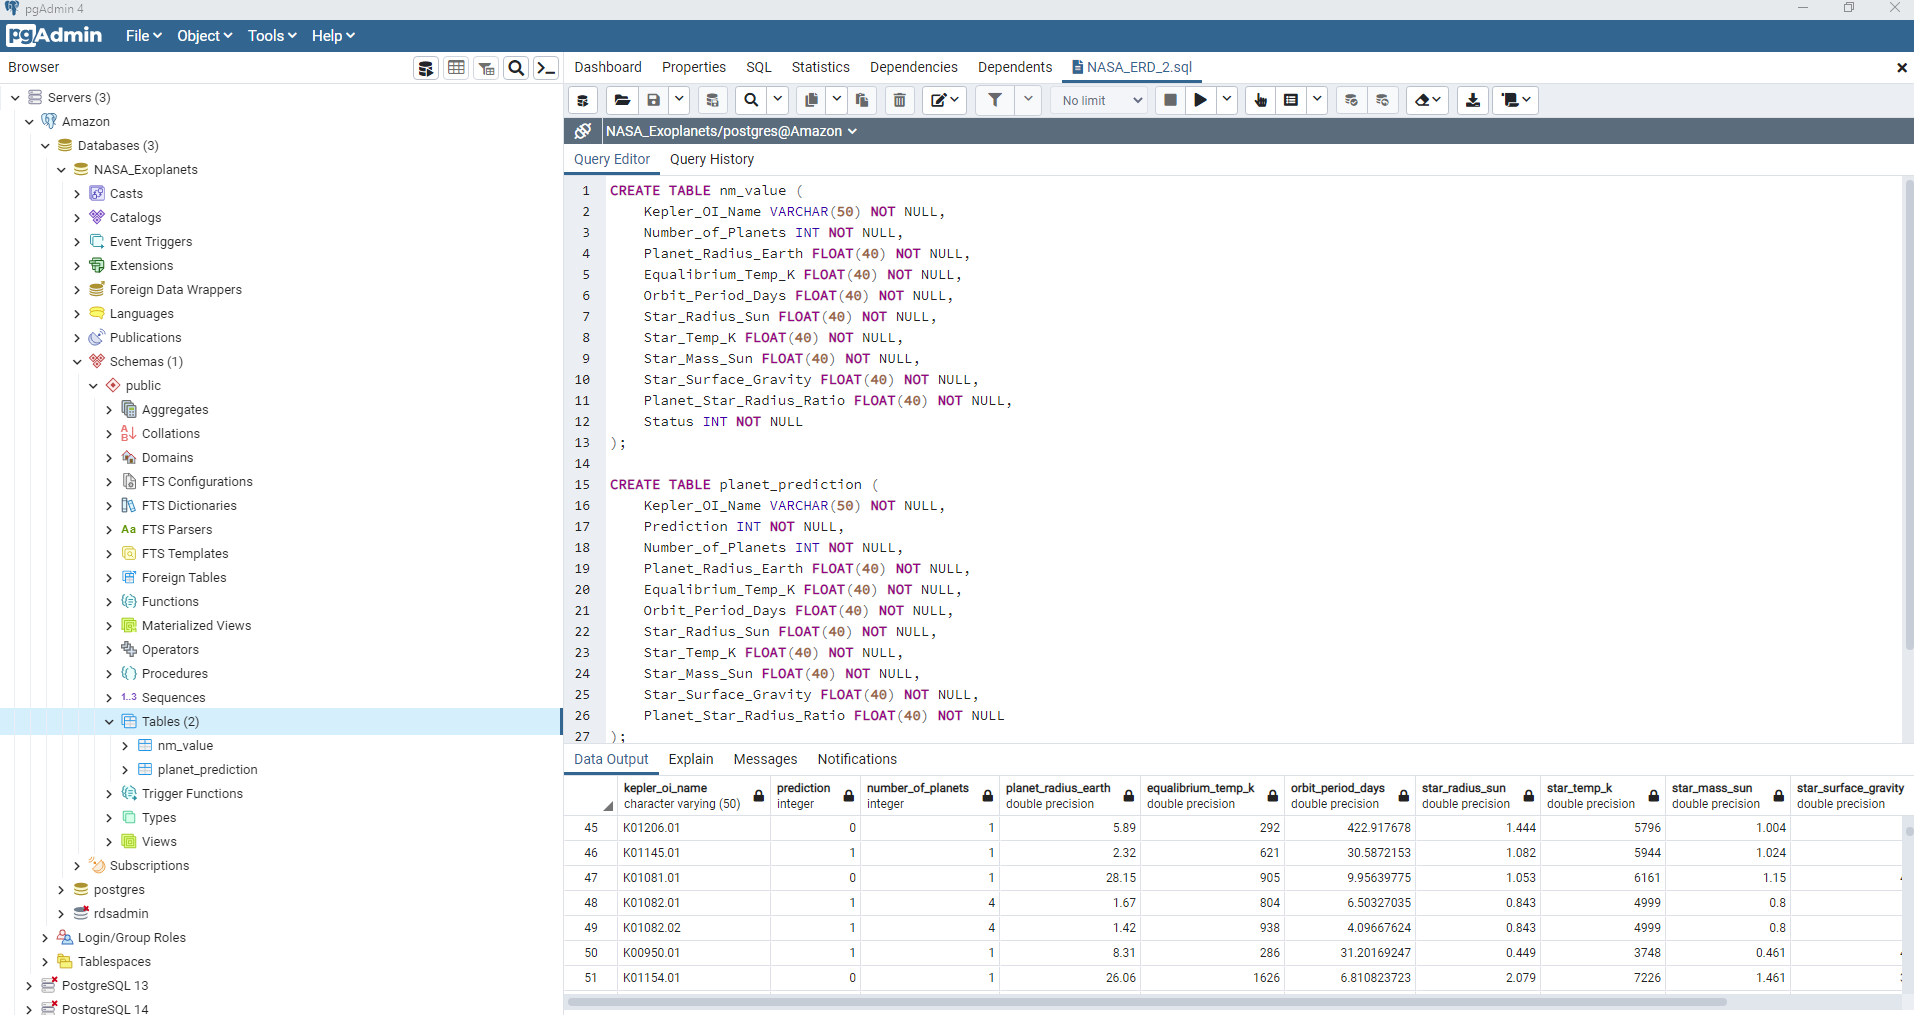 pgAdmin 4
pgAdmin File Object Tools Help
Browser
Servers (3)
Amazon
Databases (3)
NASA_Exoplanets
Casts
Catalogs
Event Triggers
Extensions
Foreign Data Wrappers
Languages
Publications
Schemas (1)
public
Aggregates
Collations
Domains
FTS Configurations
FTS Dictionaries
Aa FTS Parsers
FTS Templates
Foreign Tables
Functions
Materialized Views
Operators
Procedures
1..3 Sequences
Tables (2)
nm_value
planet_prediction
Trigger Functions
Types
Views
Subscriptions
postgres
rdsadmin
Login/Group Roles
Tablespaces
PostgreSQL 13
PostgreSQL 14
Dashboard Properties SQL Statistics Dependencies Dependents NASA_ERD_2.sql
No limit
NASA_Exoplanets/postgres@Amazon
Query Editor Query History
1 CREATE TABLE nm_value (
2 Kepler_OI_Name VARCHAR(50) NOT NULL,
3 Number_of_Planets INT NOT NULL,
4 Planet_Radius_Earth FLOAT(40) NOT NULL,
5 Equalibrium_Temp_K FLOAT(40) NOT NULL,
6 Orbit_Period_Days FLOAT(40) NOT NULL,
7 Star_Radius_Sun FLOAT(40) NOT NULL,
8 Star_Temp_K FLOAT(40) NOT NULL,
9 Star_Mass_Sun FLOAT(40) NOT NULL,
10 Star_Surface_Gravity FLOAT(40) NOT NULL,
11 Planet_Star_Radius_Ratio FLOAT(40) NOT NULL,
12 Status INT NOT NULL
13 );
14
15 CREATE TABLE planet_prediction (
16 Kepler_OI_Name VARCHAR(50) NOT NULL,
17 Prediction INT NOT NULL,
18 Number_of_Planets INT NOT NULL,
19 Planet_Radius_Earth FLOAT(40) NOT NULL,
20 Equalibrium_Temp_K FLOAT(40) NOT NULL,
21 Orbit_Period_Days FLOAT(40) NOT NULL,
22 Star_Radius_Sun FLOAT(40) NOT NULL,
23 Star_Temp_K FLOAT(40) NOT NULL,
24 Star_Mass_Sun FLOAT(40) NOT NULL,
25 Star_Surface_Gravity FLOAT(40) NOT NULL,
26 Planet_Star_Radius_Ratio FLOAT(40) NOT NULL
27 );
Data Output Explain Messages Notifications
kepler_oi_name prediction number_of_planets planet_radius_earth equalibrium_temp_k orbit_period_days star_radius_sun star_temp_k star_mass_sun star_surface_gravity
character varying (50) integer integer double precision double precision double precision double precision double precision double precision double precision
45 K01206.01 0 1 5.89 292 422.917678 1.444 5796 1.004
46 K01145.01 1 1 2.32 621 30.5872153 1.082 5944 1.024
47 K01081.01 0 1 28.15 905 9.95639775 1.053 6161 1.15
48 K01082.01 1 4 1.67 804 6.50327035 0.843 4999 0.8
49 K01082.02 1 4 1.42 938 4.09667624 0.843 4999 0.8
50 K00950.01 1 1 8.31 286 31.20169247 0.449 3748 0.461
51 K01154.01 0 1 26.06 1626 6.810823723 2.079 7226 1.461